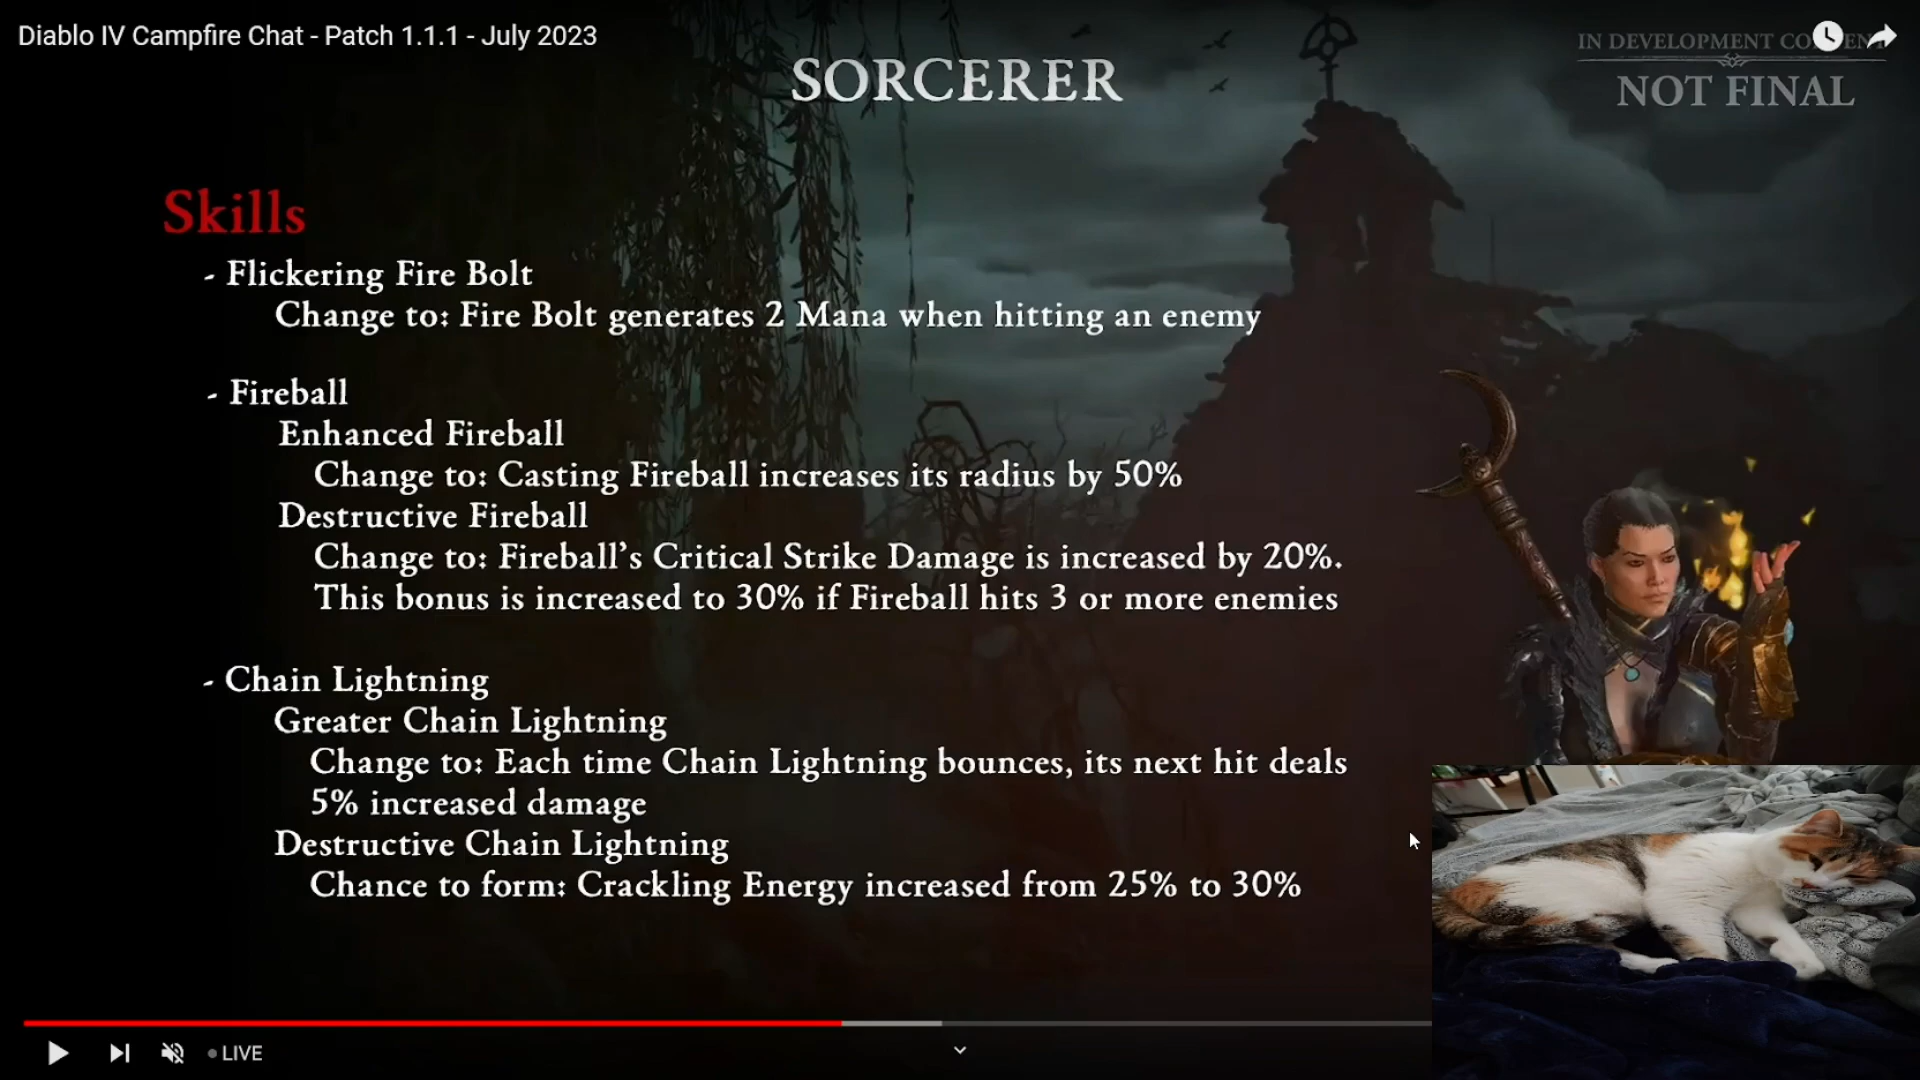 Diablo IV Campfire Chat - Patch 1.1.1 - July 2023
IN DEVELOPMENT
NOT FINAL
SORCERER
Skills
- Flickering Fire Bolt
Change to: Fire Bolt generates 2 Mana when hitting an enemy
- Fireball
Enhanced Fireball
Change to: Casting Fireball increases its radius by 50%
Destructive Fireball
Change to: Fireball’s Critical Strike Damage is increased by 20%.
This bonus is increased to 30% if Fireball hits 3 or more enemies
- Chain Lightning
Greater Chain Lightning
Change to: Each time Chain Lightning bounces, its next hit deals
5% increased damage
Destructive Chain Lightning
Chance to form: Crackling Energy increased from 25% to 30%
LIVE